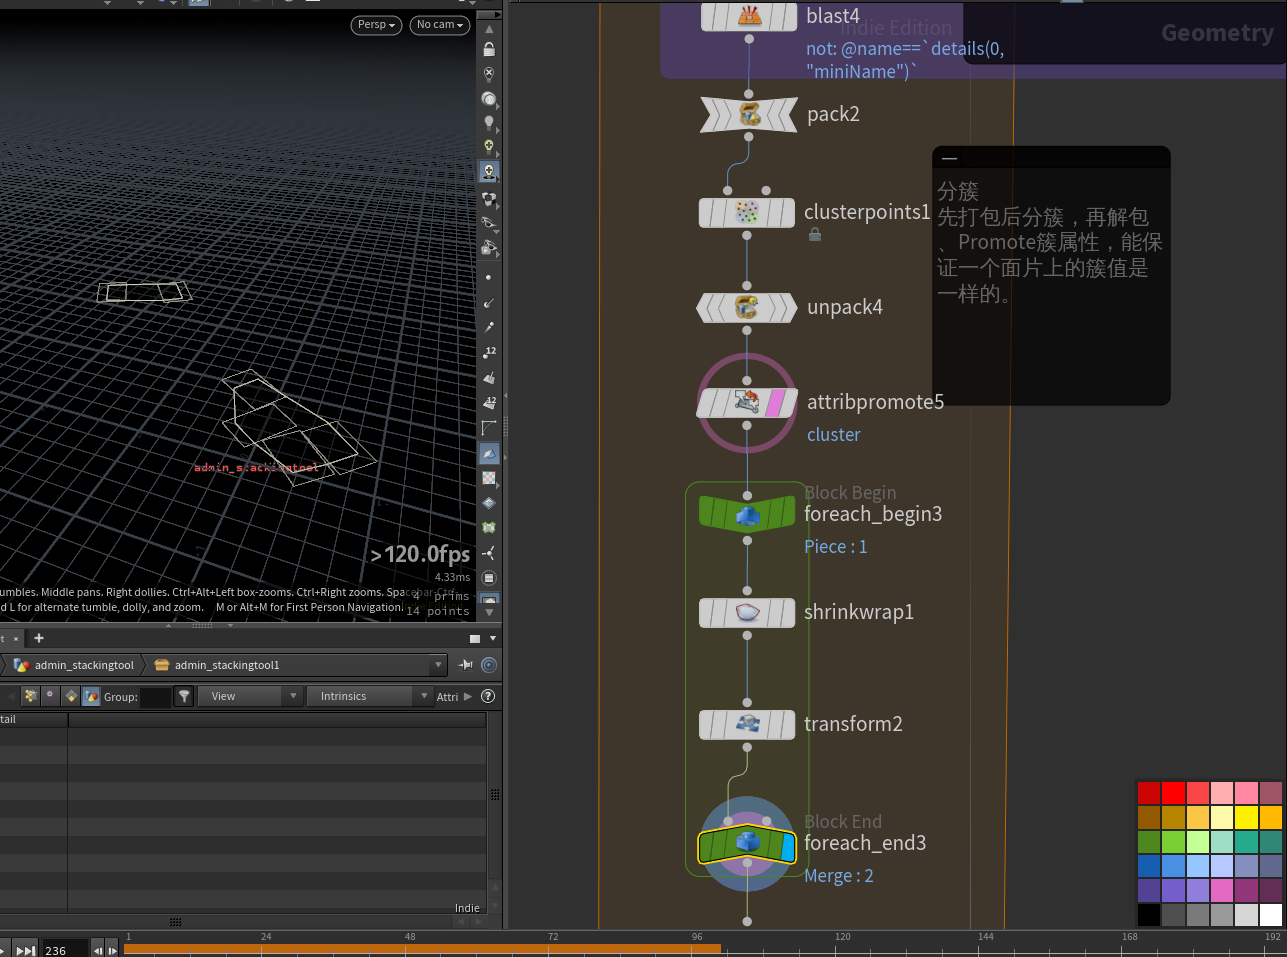 Persp
No cam
admin_stackingtool
>120.0fps
4.33ms
umbles. Middle pans. Right dollies. Ctrl+Alt+Left box-zooms. Ctrl+Right zooms. Spacebar-Ctrl-
4 prims
d L for alternate tumble, dolly, and zoom. M or Alt+M for First Person Navigation.
14 points
12
12
admin_stackingtool
admin_stackingtool1
Group:
View
Intrinsics
Attri
tail
Indie
236
1
24
48
72
96
120
144
168
192
Indie Edition
Geometry
blast4
not: @name==`details(0,
"miniName")`
pack2
clusterpoints1
unpack4
attribpromote5
cluster
Block Begin
foreach_begin3
Piece : 1
shrinkwrap1
transform2
Block End
foreach_end3
Merge : 2
分簇
先打包后分簇，再解包
、Promote簇属性，能保
证一个面片上的簇值是
一样的。